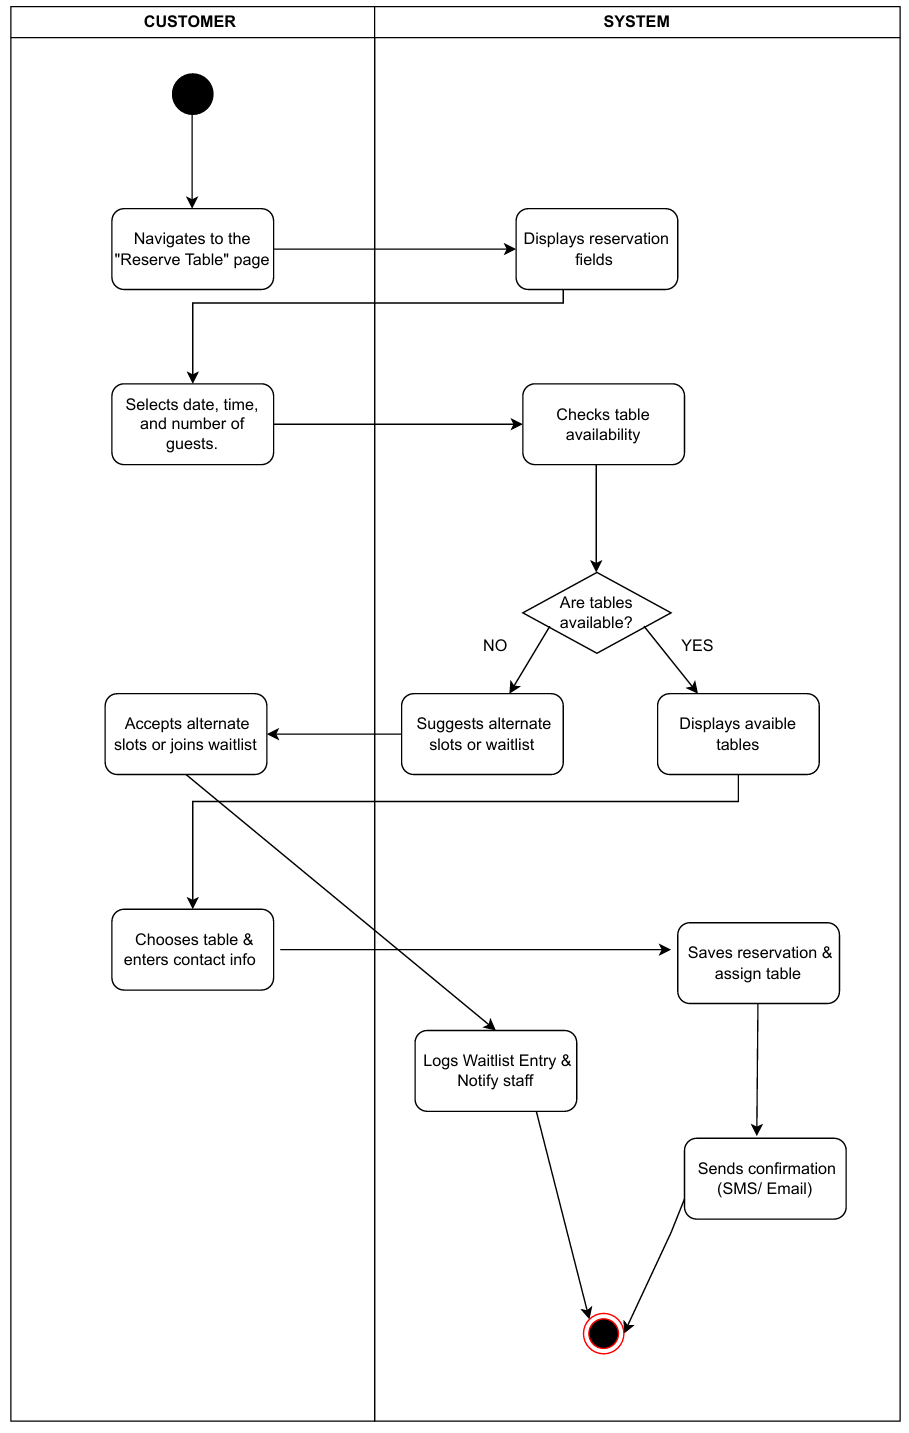 CUSTOMER
SYSTEM
Navigates to the
"Reserve Table" page
Displays reservation
fields
Selects date, time,
and number of
guests.
Checks table
availability
Are tables
available?
NO
YES
Accepts alternate
slots or joins waitlist
Suggests alternate
slots or waitlist
Displays avaible
tables
Chooses table &
enters contact info
Saves reservation &
assign table
Logs Waitlist Entry &
Notify staff
Sends confirmation
(SMS/ Email)